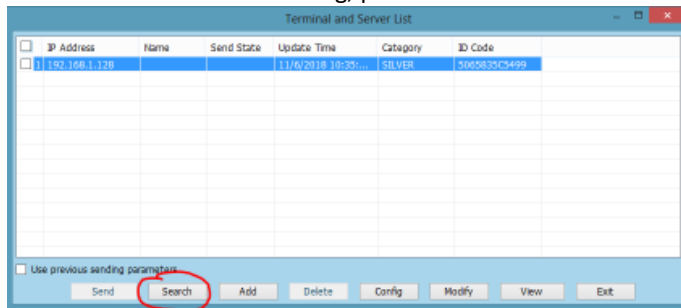 Terminal and Server List
IP Address Name Send State Update Time Category ID Code
1 192.168.1.128 11/6/2018 10:35:... SILVER 5065835C5499
Use previous sending parameters
Send Search Add Delete Config Modify View Exit